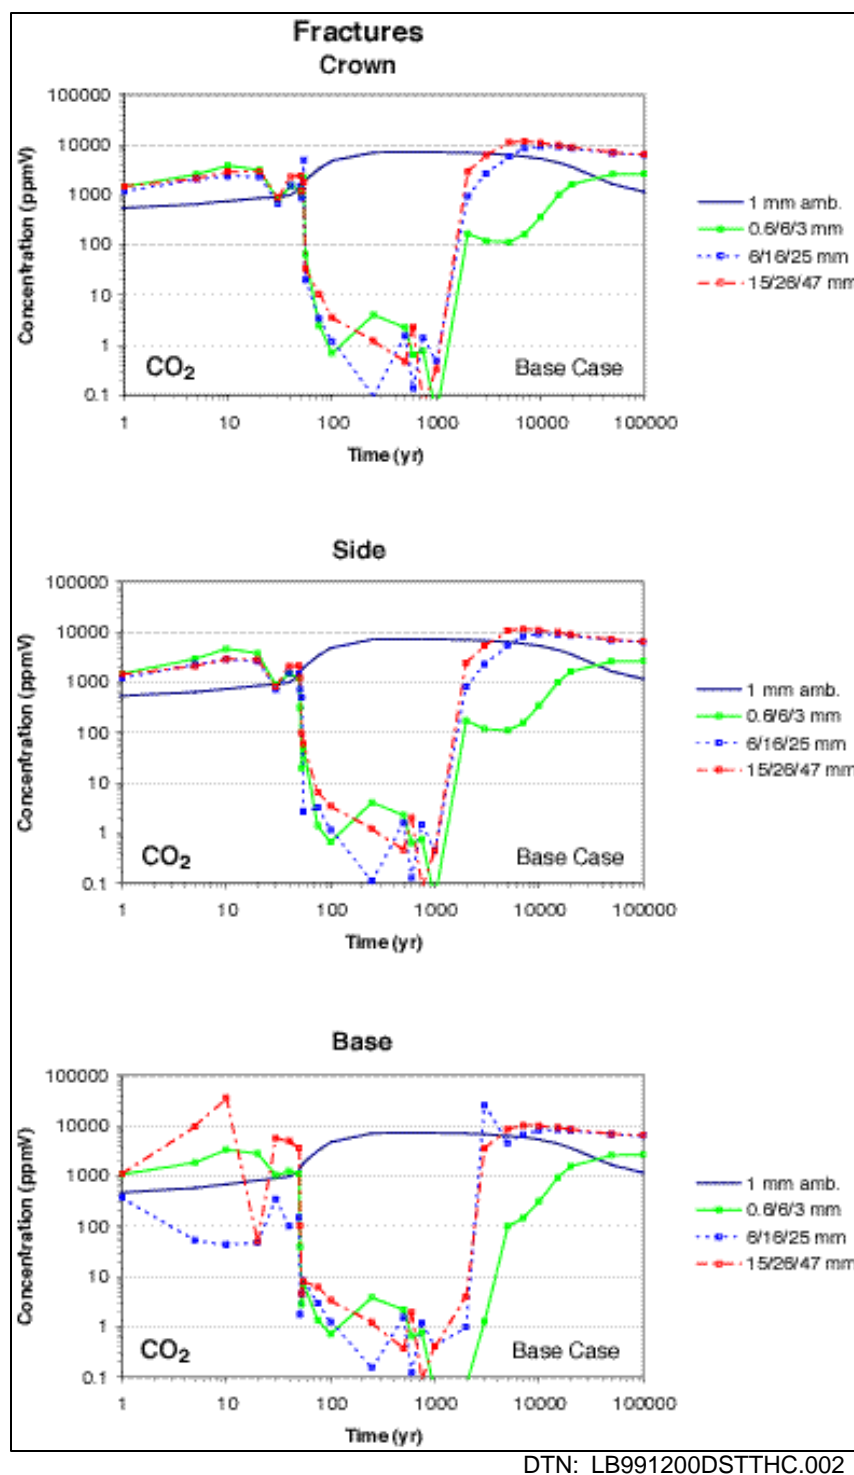 Fractures
Crown
100000
10000
1000
100
10
1
0.1
Concentration (ppmV)
CO2
Base Case
1 10 100 1000 10000 100000
Time (yr)
1 mm amb.
0.6/6/3 mm
6/16/25 mm
15/26/47 mm
Side
100000
10000
1000
100
10
1
0.1
Concentration (ppmV)
CO2
Base Case
1 10 100 1000 10000 100000
Time (yr)
1 mm amb.
0.6/6/3 mm
6/16/25 mm
15/26/47 mm
Base
100000
10000
1000
100
10
1
0.1
Concentration (ppmV)
CO2
Base Case
1 10 100 1000 10000 100000
Time (yr)
1 mm amb.
0.6/6/3 mm
6/16/25 mm
15/26/47 mm
DTN: LB991200DSTTHC.002